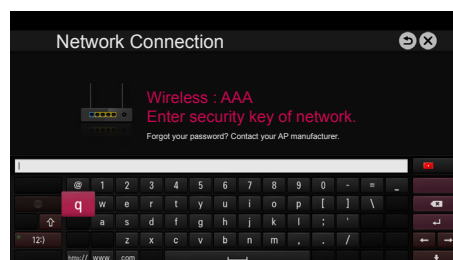 Network Connection
Wireless : AAA
Enter security key of network.
Forgot your password? Contact your AP manufacturer.
@ 1 2 3 4 5 6 7 8 9 0 - = _
q w e r t y u i o p [ ] \
a s d f g h j k l ; '
12:) z x c v b n m , . /
http:// www .com